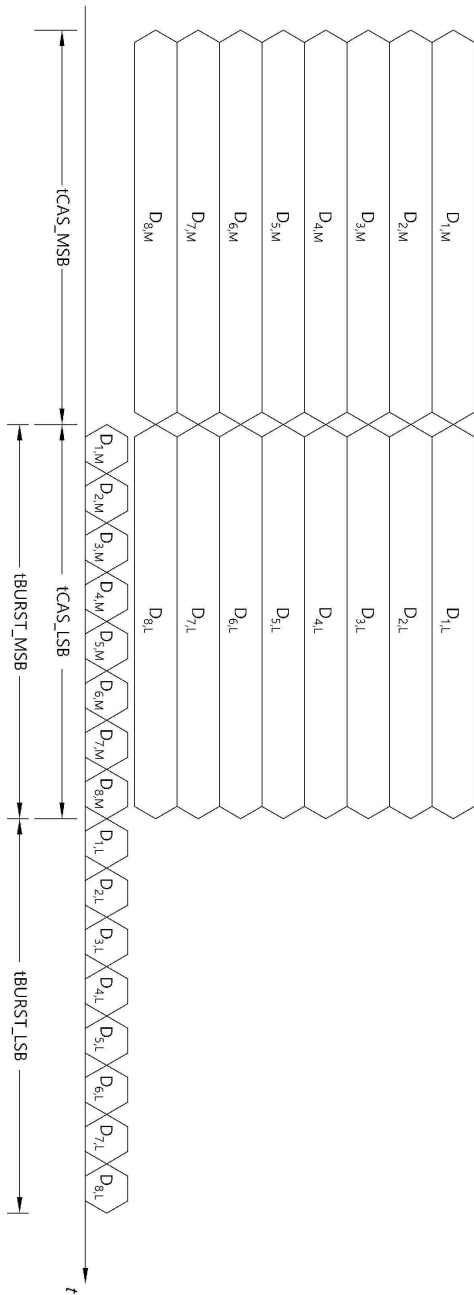 D1,M
D2,M
D3,M
D4,M
D5,M
D6,M
D7,M
D8,M
D1,L
D2,L
D3,L
D4,L
D5,L
D6,L
D7,L
D8,L
D1,M
D2,M
D3,M
D4,M
D5,M
D6,M
D7,M
D8,M
D1,L
D2,L
D3,L
D4,L
D5,L
D6,L
D7,L
D8,L
t
tCAS_MSB
tCAS_LSB
tBURST_MSB
tBURST_LSB